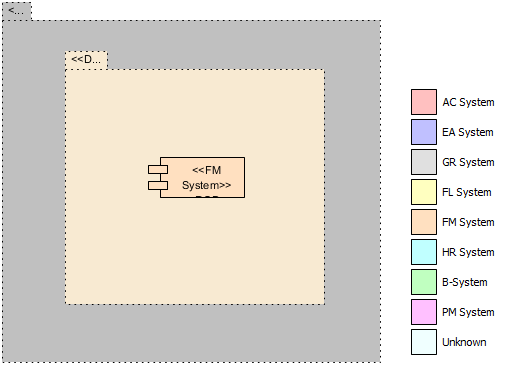 <...
<<D...
<<FM
System>>
AC System
EA System
GR System
FL System
FM System
HR System
B-System
PM System
Unknown